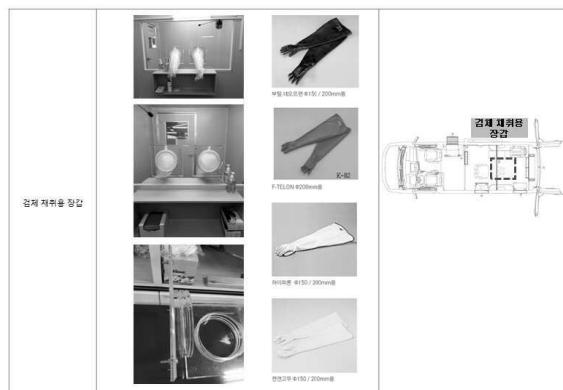 검체 채취용 장갑
부틸,네오프렌 Φ150 / 200mm용
K-82
F-TELON Φ200mm용
하이파론 Φ150 / 200mm용
천연고무 Φ150 / 200mm용
검체 채취용
장갑